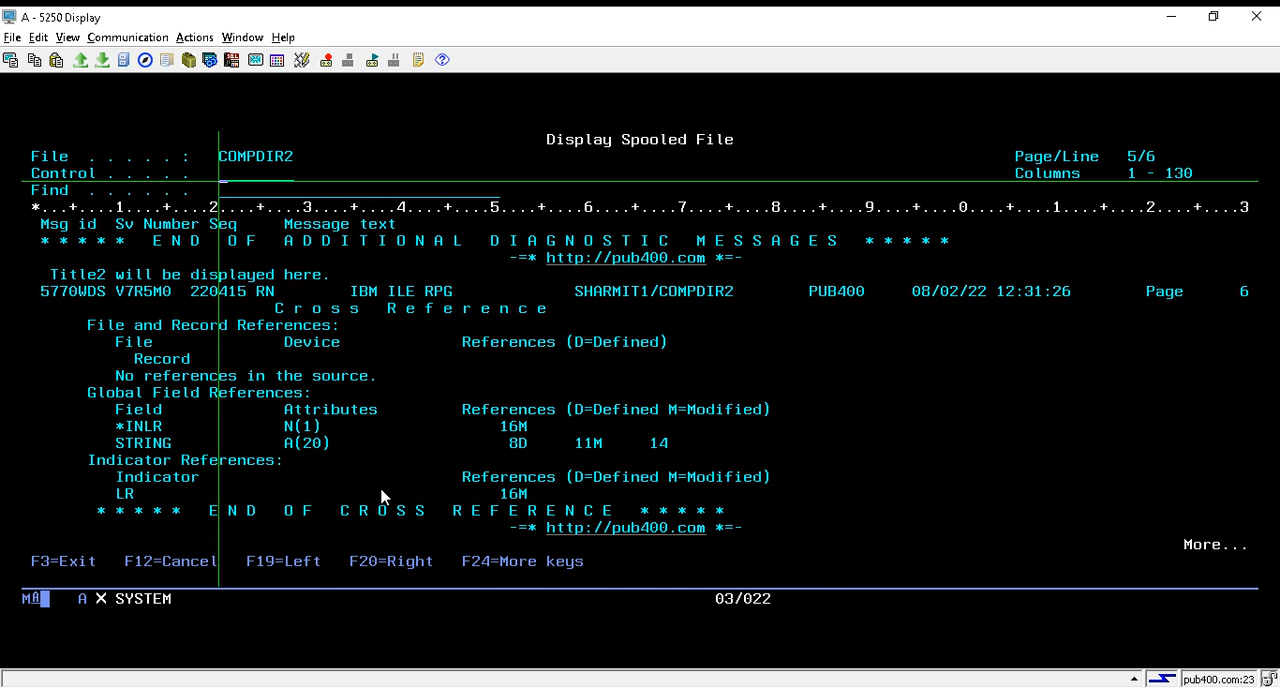 A - 5250 Display
File Edit View Communication Actions Window Help
Display Spooled File
File . . . . . : COMPDIR2 Page/Line 5/6
Control . . . . . Columns 1 - 130
Find . . . . . .
*...+....1....+....2....+....3....+....4....+....5....+....6....+....7....+....8....+....9....+....0....+....1....+....2....+....3
Msg id Sv Number Seq Message text
* * * * * E N D O F A D D I T I O N A L D I A G N O S T I C M E S S A G E S * * * * *
-=* http://pub400.com *=-
Title2 will be displayed here.
5770WDS V7R5M0 220415 RN IBM ILE RPG SHARMIT1/COMPDIR2 PUB400 08/02/22 12:31:26 Page 6
C r o s s R e f e r e n c e
File and Record References:
File Device References (D=Defined)
Record
No references in the source.
Global Field References:
Field Attributes References (D=Defined M=Modified)
*INLR N(1) 16M
STRING A(20) 8D 11M 14
Indicator References:
Indicator References (D=Defined M=Modified)
LR 16M
* * * * * E N D O F C R O S S R E F E R E N C E * * * * *
-=* http://pub400.com *=-
More...
F3=Exit F12=Cancel F19=Left F20=Right F24=More keys
MA A X SYSTEM 03/022
pub400.com:23